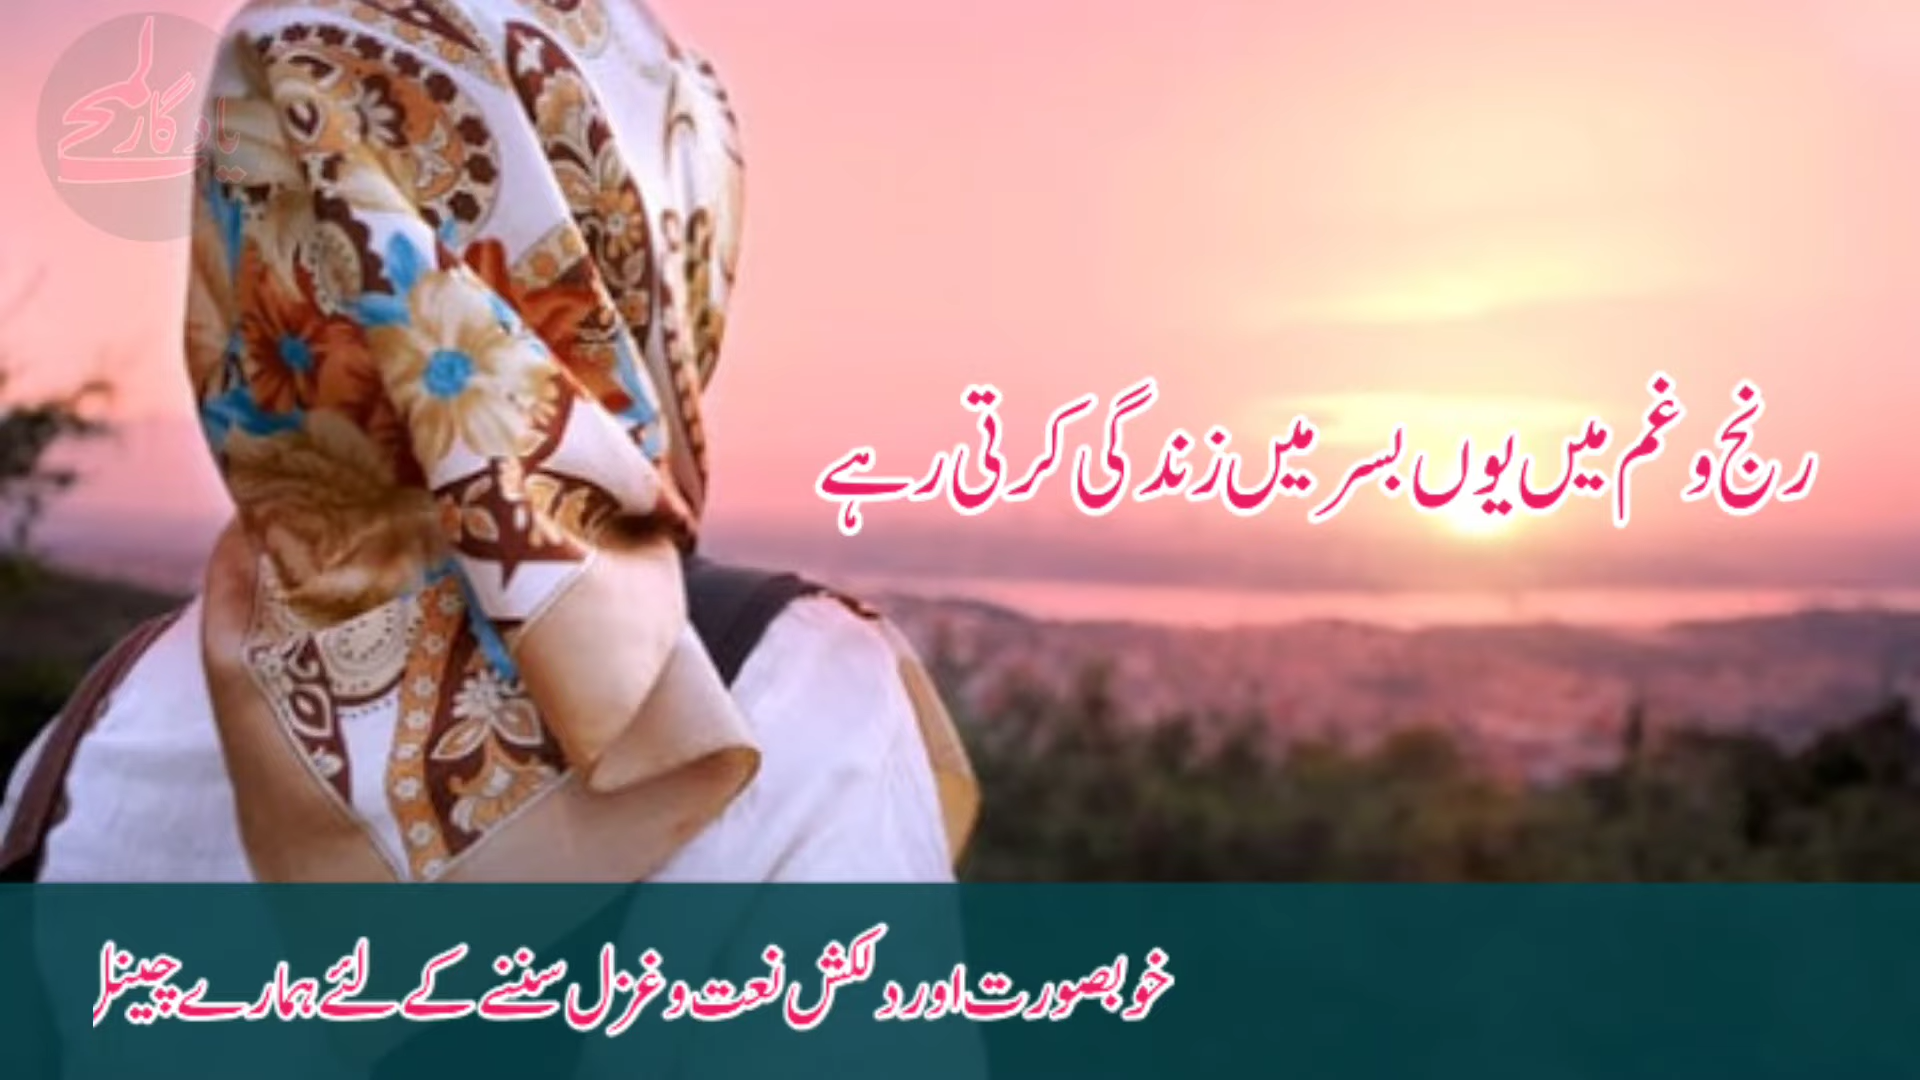 یادگار لمحے
رنج و غم میں یوں بسر میں زندگی کرتی رہے
خوبصورت اور دلکش نعت و غزل سننے کے لئے ہمارے چینل